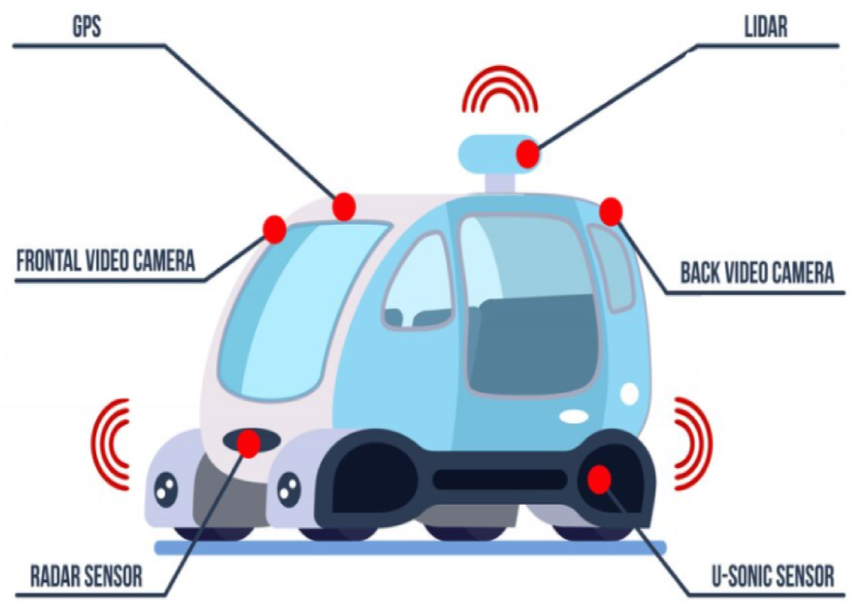 GPS
LIDAR
FRONTAL VIDEO CAMERA
BACK VIDEO CAMERA
RADAR SENSOR
U-SONIC SENSOR